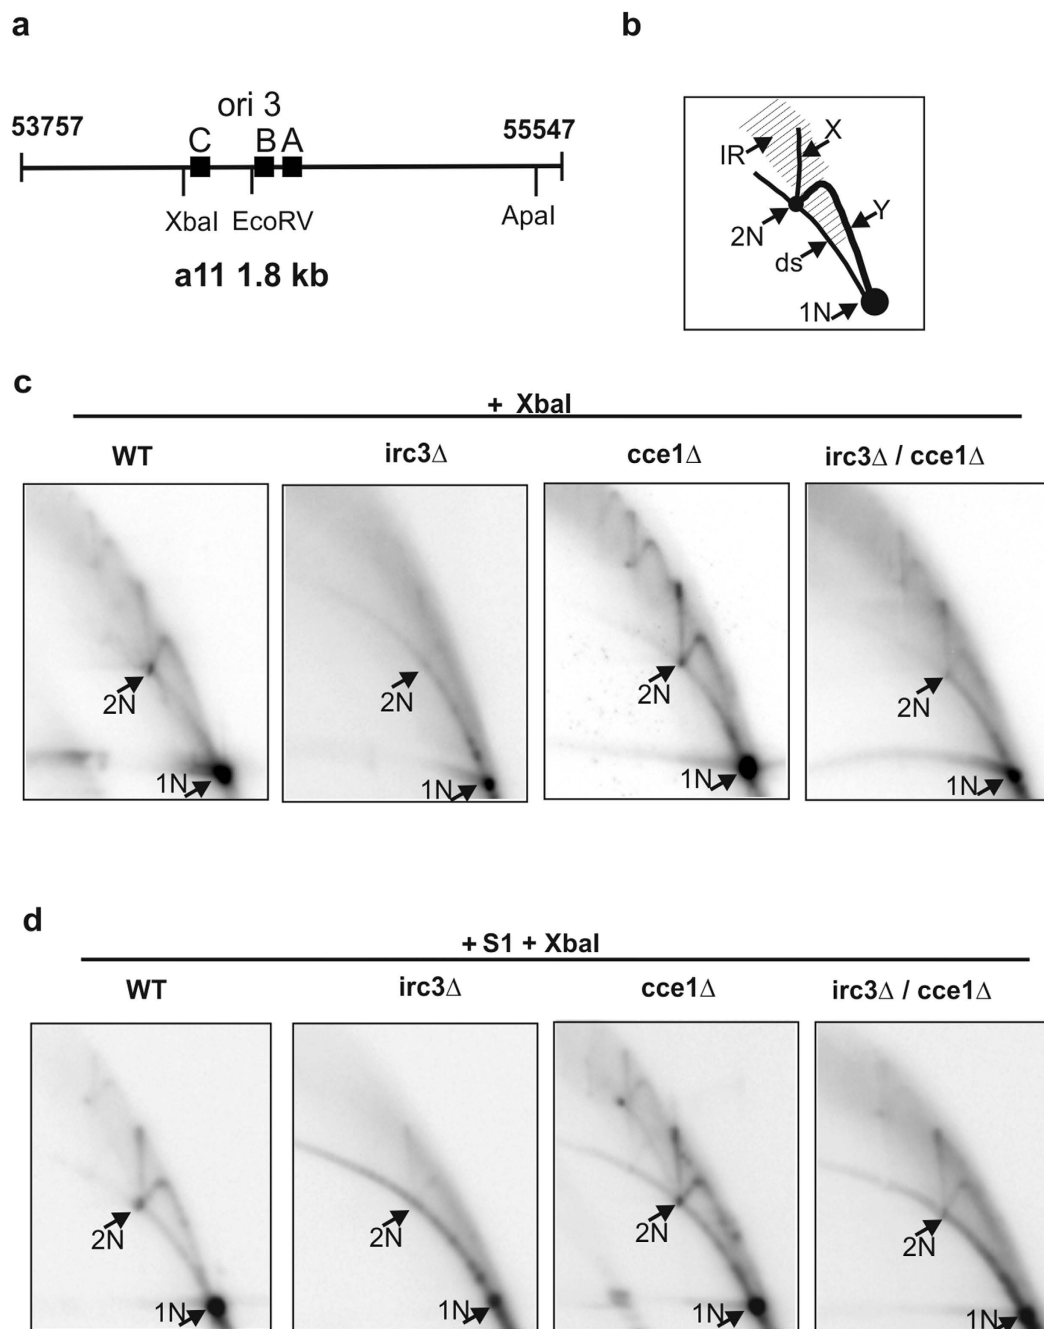 a
b
53757
ori 3
55547
C
B A
XbaI
EcoRV
ApaI
a11 1.8 kb
X
IR
Y
2N
ds
1N
c
+ XbaI
WT
irc3Δ
cce1Δ
irc3Δ / cce1Δ
2N
1N
2N
1N
2N
1N
2N
1N
d
+ S1 + XbaI
WT
irc3Δ
cce1Δ
irc3Δ / cce1Δ
2N
1N
2N
1N
2N
1N
2N
1N